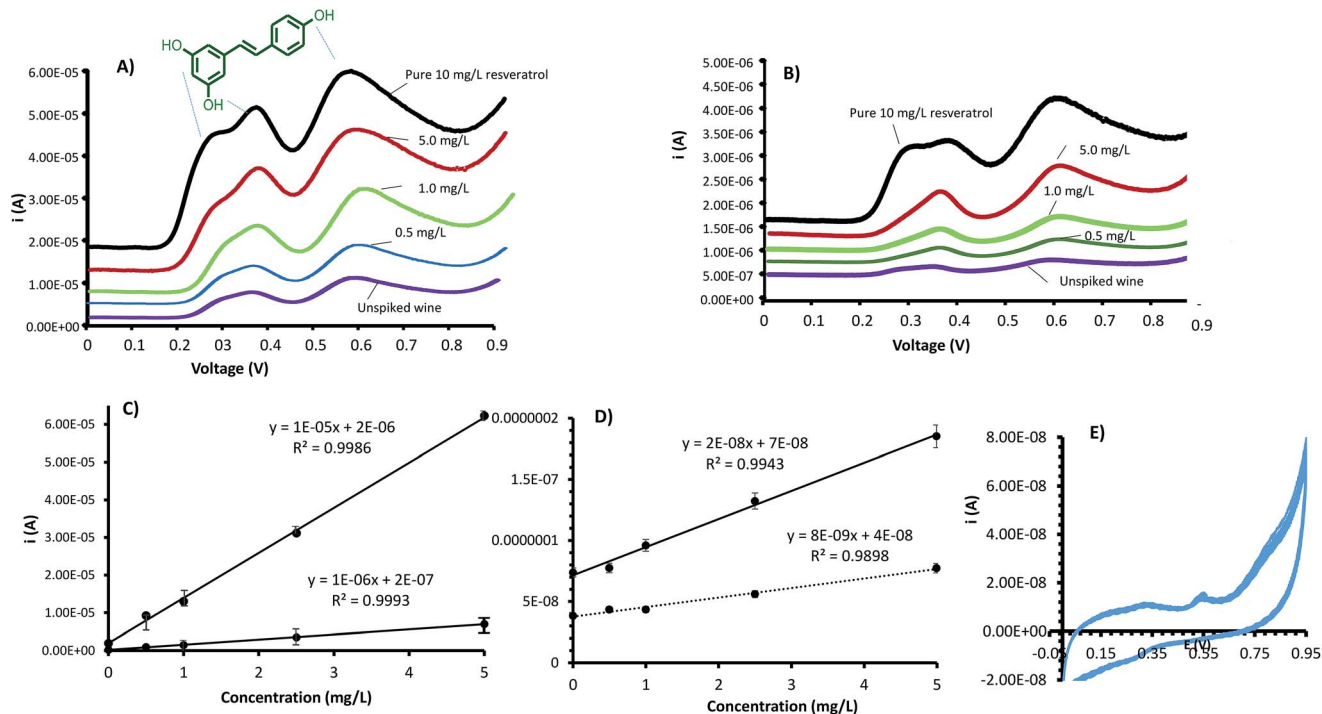 A)
OH
HO
OH
6.00E-05
5.00E-05
4.00E-05
3.00E-05
2.00E-05
1.00E-05
0.00E+00
i (A)
Pure 10 mg/L resveratrol
5.0 mg/L
1.0 mg/L
0.5 mg/L
Unspiked wine
0 0.1 0.2 0.3 0.4 0.5 0.6 0.7 0.8 0.9
Voltage (V)
B)
5.00E-06
4.50E-06
4.00E-06
3.50E-06
3.00E-06
2.50E-06
2.00E-06
1.50E-06
1.00E-06
5.00E-07
0.00E+00
i (A)
Pure 10 mg/L resveratrol
5.0 mg/L
1.0 mg/L
0.5 mg/L
Unspiked wine
0 0.1 0.2 0.3 0.4 0.5 0.6 0.7 0.8 0.9
Voltage (V)
C)
6.00E-05
5.00E-05
4.00E-05
3.00E-05
2.00E-05
1.00E-05
0.00E+00
i (A)
y = 1E-05x + 2E-06
R² = 0.9986
y = 1E-06x + 2E-07
R² = 0.9993
0 1 2 3 4 5
Concentration (mg/L)
D)
0.0000002
1.5E-07
0.0000001
5E-08
0
y = 2E-08x + 7E-08
R² = 0.9943
y = 8E-09x + 4E-08
R² = 0.9898
0 1 2 3 4 5
Concentration (mg/L)
E)
8.00E-08
6.00E-08
4.00E-08
2.00E-08
0.00E+00
-2.00E-08
i (A)
-0.05 0.15 0.35 0.55 0.75 0.95
E (V)